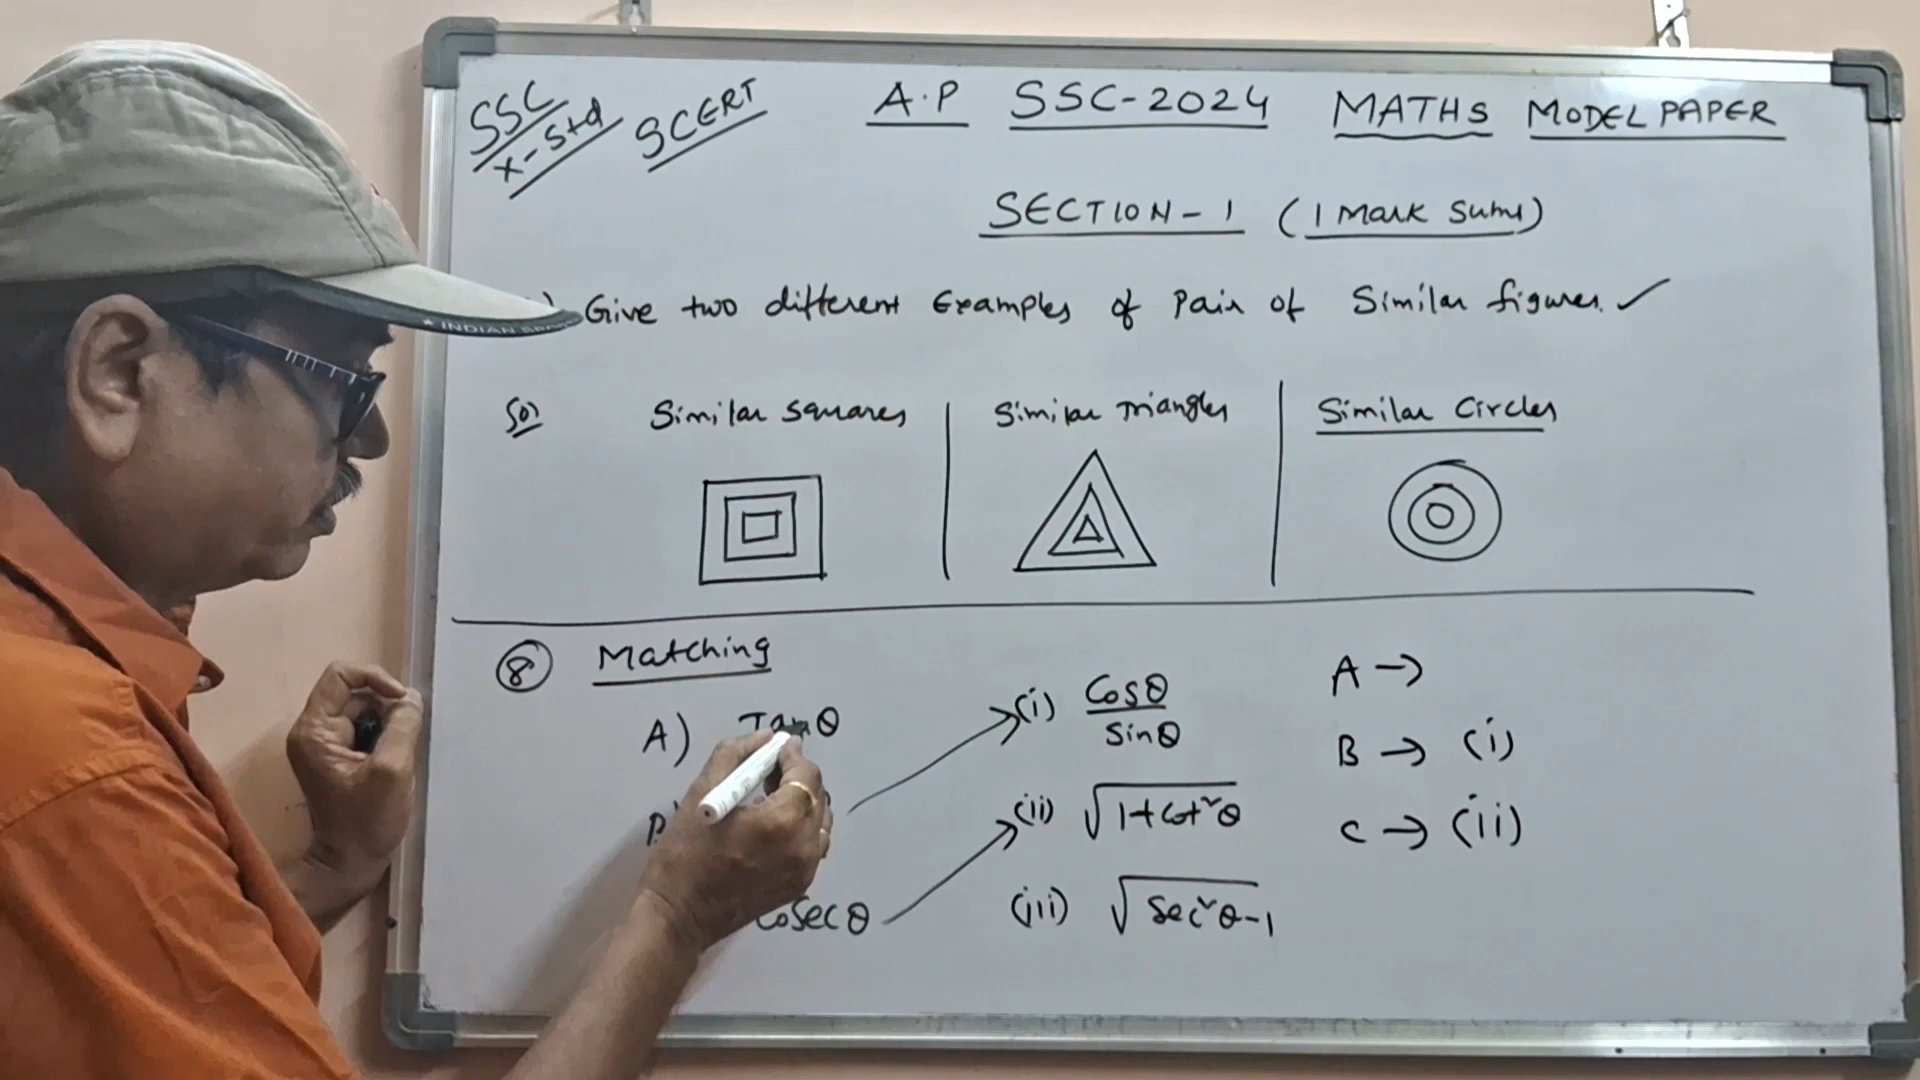 SSC
X-Std
SCERT
A.P SSC-2024 MATHS MODEL PAPER
SECTION-1 (1 Mark Sums)
Give two different Examples of Pair of Similar figures. ✓
Sol
Similar Squares
Similar Triangles
Similar Circles
8 Matching
A) Tanθ
(i) Cosθ/Sinθ
A →
B → (i)
(ii) √1+Cot²θ
C → (ii)
Cosecθ
(iii) √Sec²θ-1
INDIAN